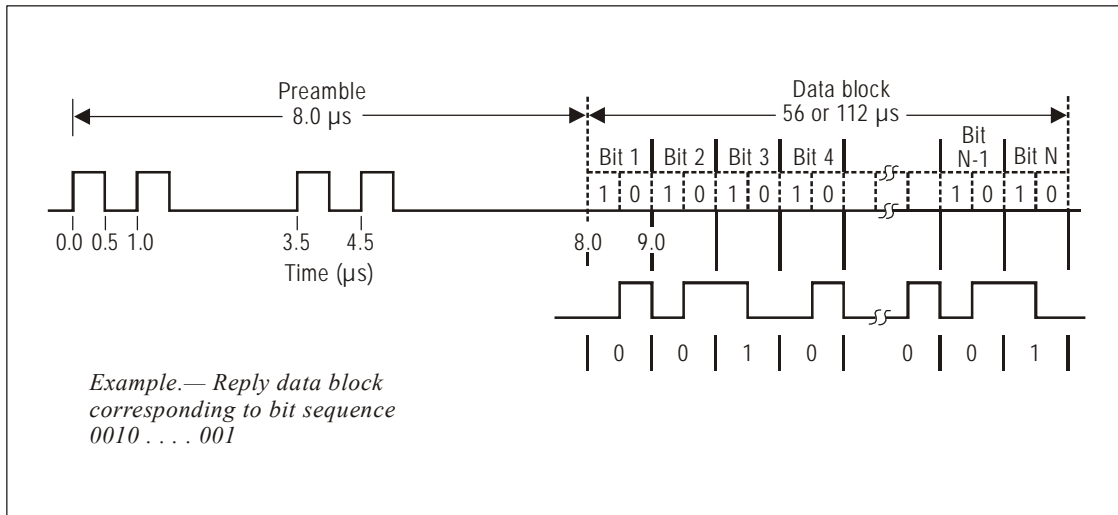 Preamble
8.0 µs
Data block
56 or 112 µs
Bit 1 Bit 2 Bit 3 Bit 4 Bit N-1 Bit N
1 0 1 0 1 0 1 0 1 0 1 0
0.0 0.5 1.0 3.5 4.5 8.0 9.0
Time (µs)
0 0 1 0 0 0 1
Example.— Reply data block
corresponding to bit sequence
0010 . . . . 001